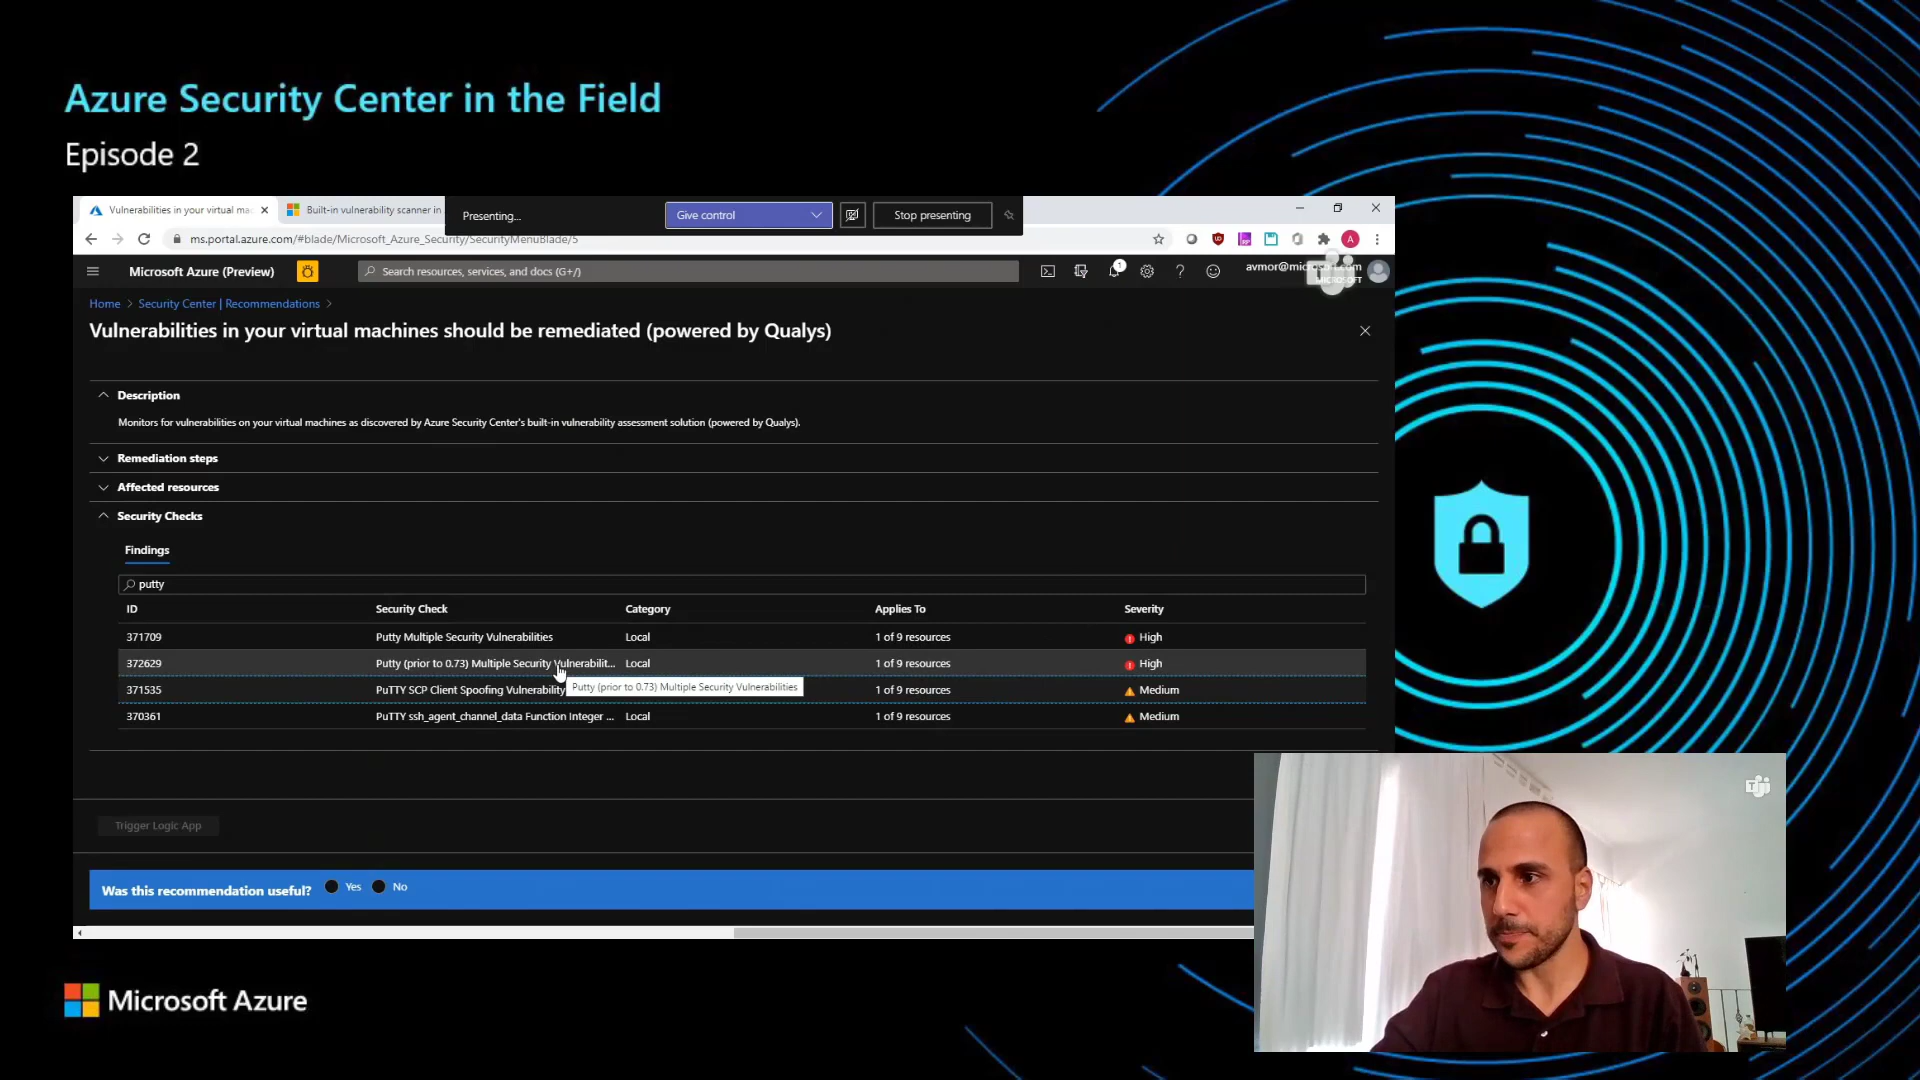 Azure Security Center in the Field
Episode 2
Vulnerabilities in your virtual ma
Built-in vulnerability scanner in
Presenting...
Give control
Stop presenting
ms.portal.azure.com/#blade/Microsoft_Azure_Security/SecurityMenuBlade/5
A
Microsoft Azure (Preview)
Search resources, services, and docs (G+/)
1
MICROSOFT
Home > Security Center | Recommendations >
Vulnerabilities in your virtual machines should be remediated (powered by Qualys)
Description
Monitors for vulnerabilities on your virtual machines as discovered by Azure Security Center's built-in vulnerability assessment solution (powered by Qualys).
Remediation steps
Affected resources
Security Checks
Findings
putty
ID Security Check Category Applies To Severity
371709 Putty Multiple Security Vulnerabilities Local 1 of 9 resources High
372629 Putty (prior to 0.73) Multiple Security Vulnerabilit... Local 1 of 9 resources High
371535 PuTTY SCP Client Spoofing Vulnerability 1 of 9 resources Medium
Putty (prior to 0.73) Multiple Security Vulnerabilities
370361 PuTTY ssh_agent_channel_data Function Integer ... Local 1 of 9 resources Medium
Trigger Logic App
Was this recommendation useful? Yes No
Microsoft Azure